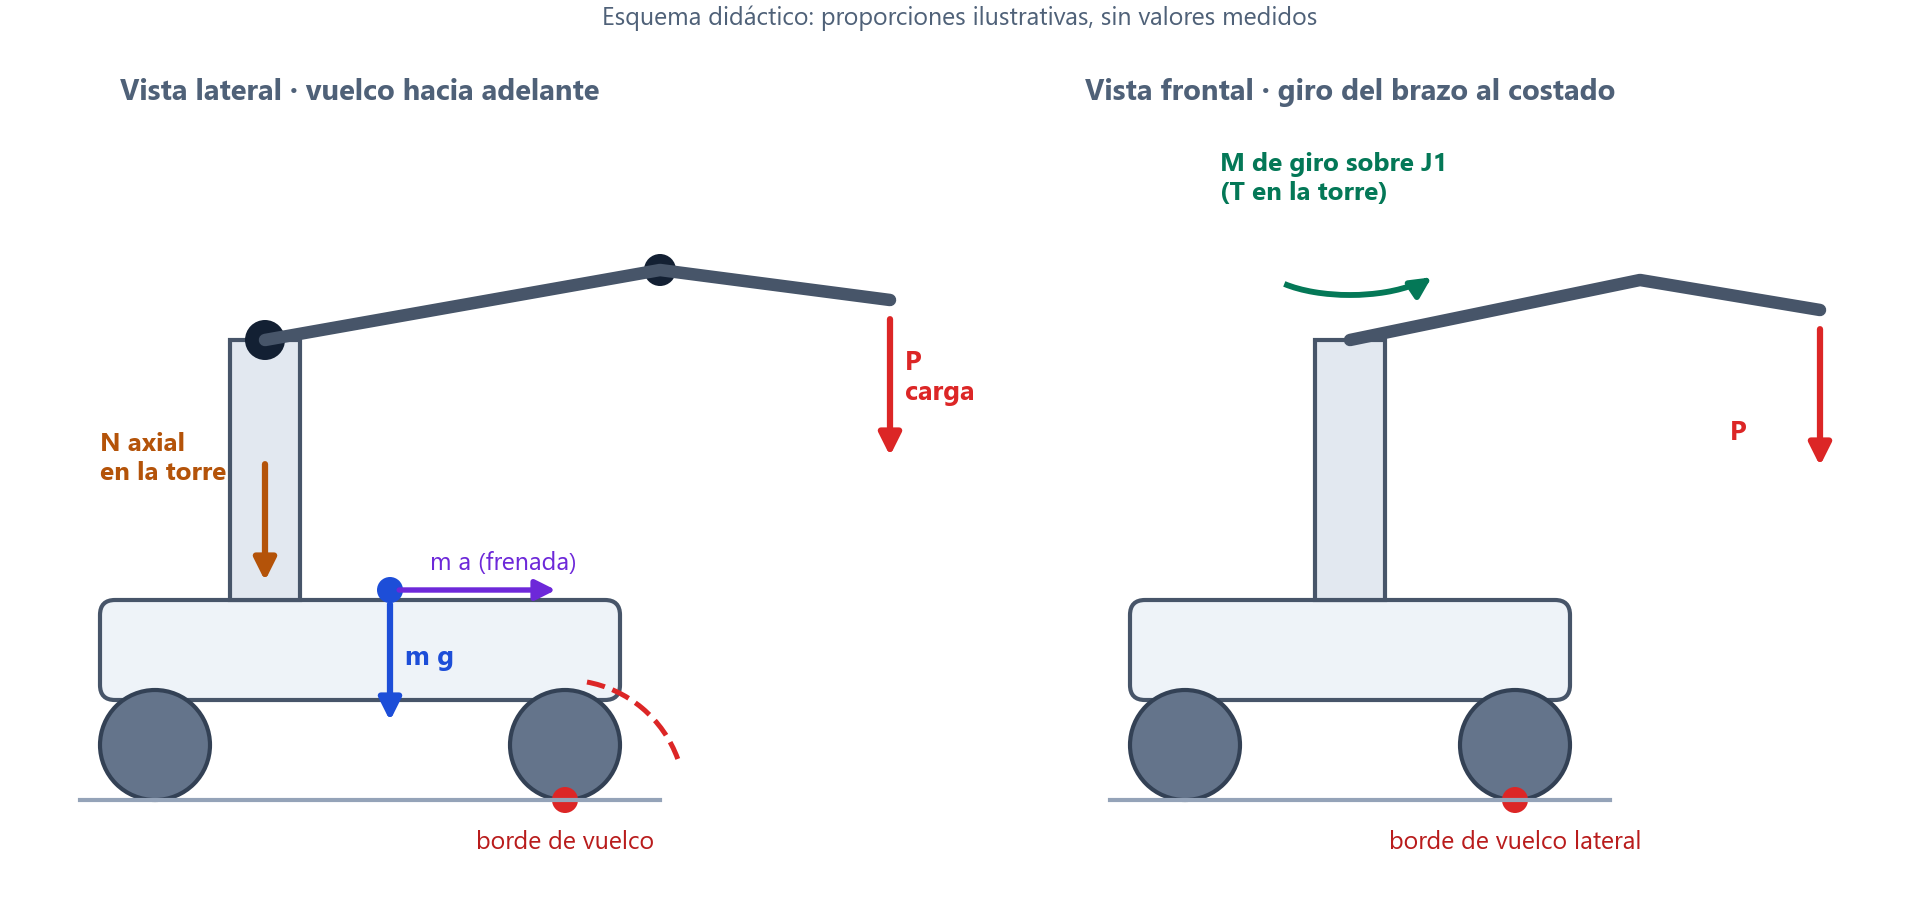 Esquema didáctico: proporciones ilustrativas, sin valores medidos
Vista lateral · vuelco hacia adelante
N axial
en la torre
P
carga
m a (frenada)
m g
borde de vuelco
Vista frontal · giro del brazo al costado
M de giro sobre J1
(T en la torre)
P
borde de vuelco lateral